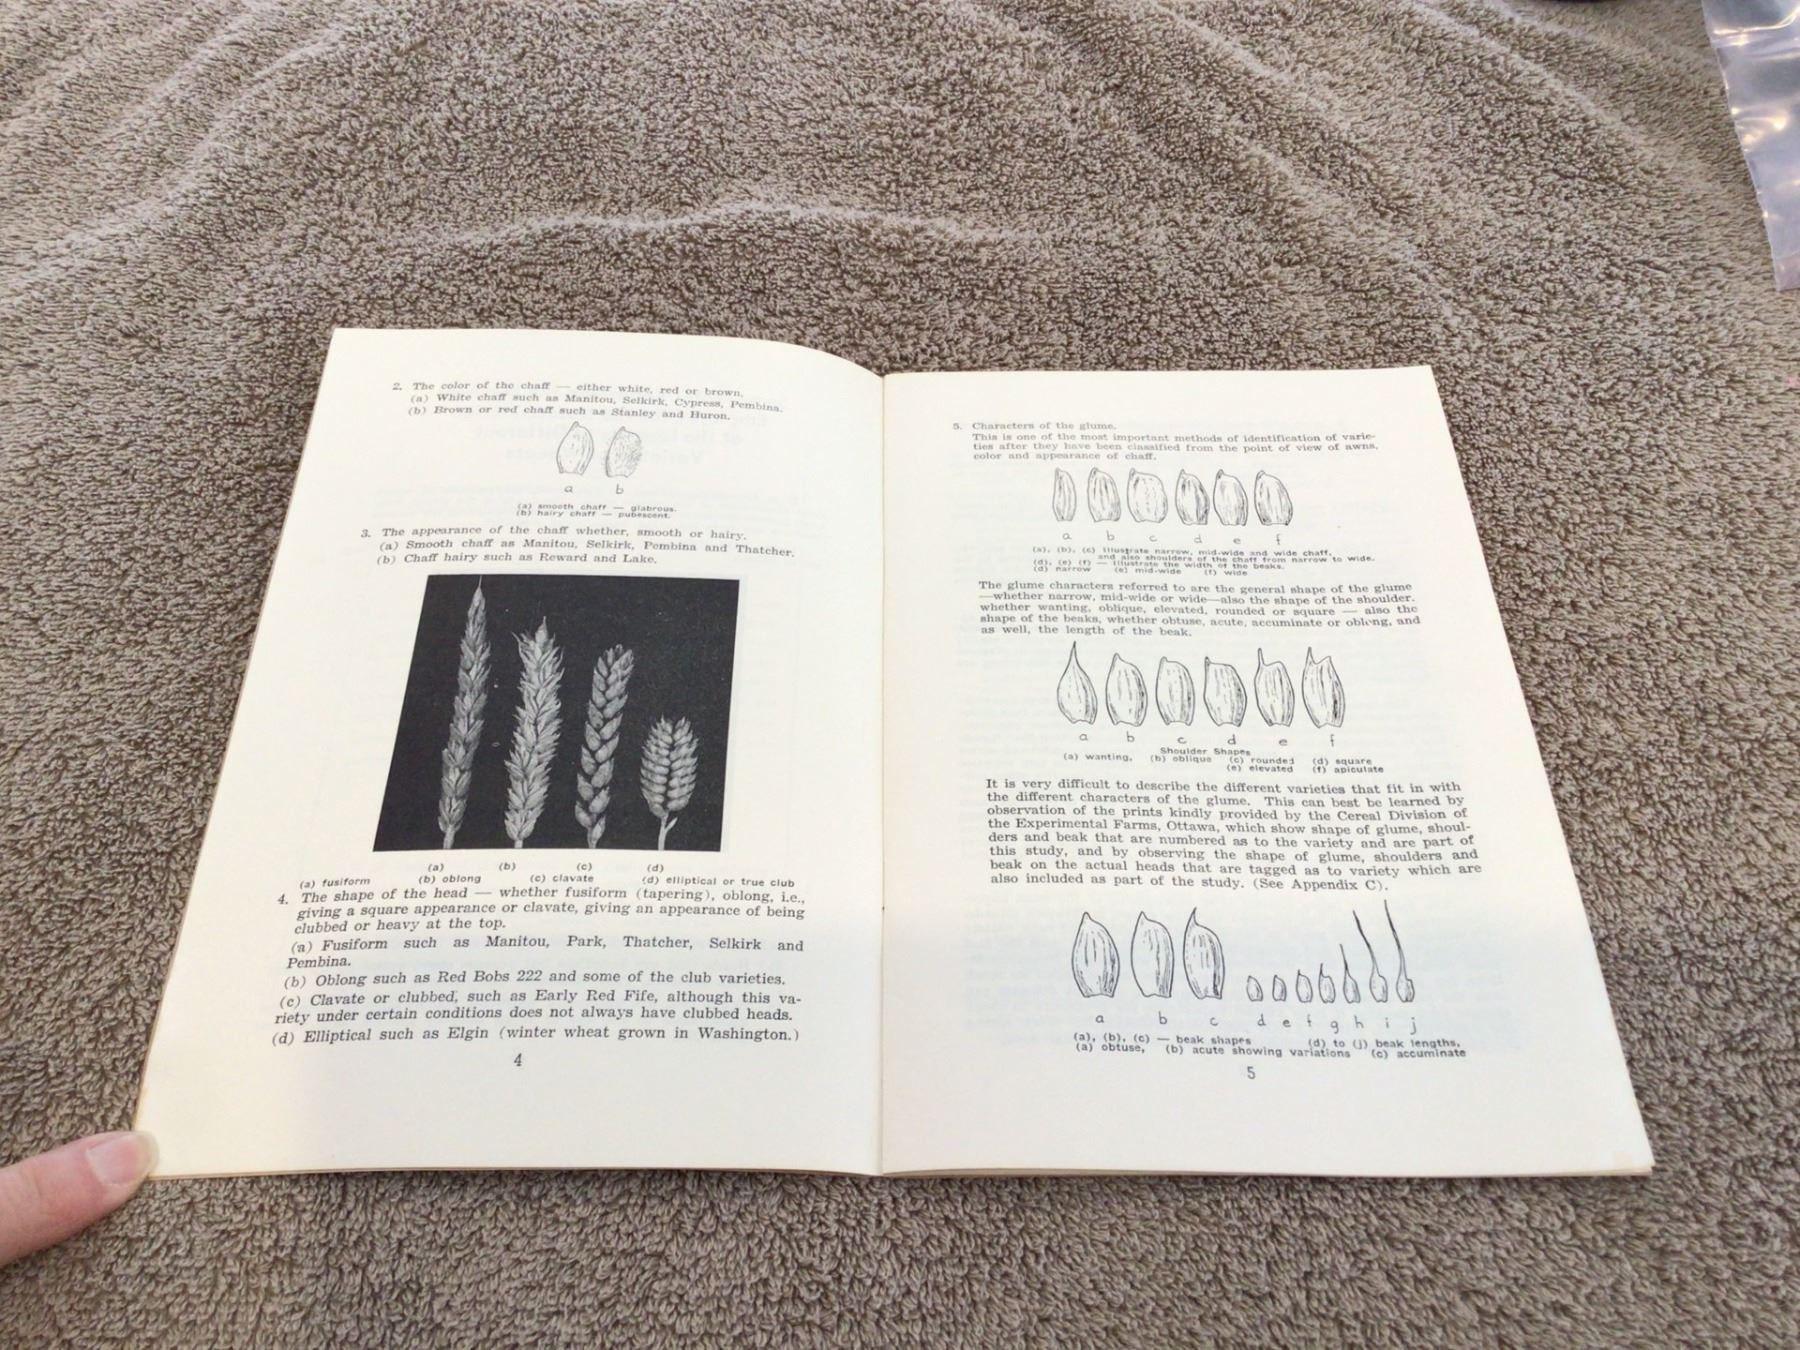 2. The color of the chaff — either white, red or brown.
(a) White chaff such as Manitou, Selkirk, Cypress, Pembina.
(b) Brown or red chaff such as Stanley and Huron.
a b
(a) smooth chaff — glabrous.
(b) hairy chaff — pubescent.
3. The appearance of the chaff whether, smooth or hairy.
(a) Smooth chaff as Manitou, Selkirk, Pembina and Thatcher.
(b) Chaff hairy such as Reward and Lake.
(a) (b) (c) (d)
(a) fusiform (b) oblong (c) clavate (d) elliptical or true club
4. The shape of the head — whether fusiform (tapering), oblong, i.e.,
giving a square appearance or clavate, giving an appearance of being
clubbed or heavy at the top.
(a) Fusiform such as Manitou, Park, Thatcher, Selkirk and
Pembina.
(b) Oblong such as Red Bobs 222 and some of the club varieties.
(c) Clavate or clubbed, such as Early Red Fife, although this va-
riety under certain conditions does not always have clubbed heads.
(d) Elliptical such as Elgin (winter wheat grown in Washington.)
4
5. Characters of the glume.
This is one of the most important methods of identification of varie-
ties after they have been classified from the point of view of awns,
color and appearance of chaff.
a b c d e f
(a), (b), (c) illustrate narrow, mid-wide and wide chaff,
and also shoulders of the chaff from narrow to wide.
(d), (e) (f) — illustrate the width of the beaks.
(d) narrow (e) mid-wide (f) wide
The glume characters referred to are the general shape of the glume
—whether narrow, mid-wide or wide—also the shape of the shoulder.
whether wanting, oblique, elevated, rounded or square — also the
shape of the beaks, whether obtuse, acute, accuminate or oblong, and
as well, the length of the beak.
a b c d e f
Shoulder Shapes
(a) wanting, (b) oblique (c) rounded (d) square
(e) elevated (f) apiculate
It is very difficult to describe the different varieties that fit in with
the different characters of the glume. This can best be learned by
observation of the prints kindly provided by the Cereal Division of
the Experimental Farms, Ottawa, which show shape of glume, shoul-
ders and beak that are numbered as to the variety and are part of
this study, and by observing the shape of glume, shoulders and
beak on the actual heads that are tagged as to variety which are
also included as part of the study. (See Appendix C).
a b c d e f g h i j
(a), (b), (c) — beak shapes (d) to (j) beak lengths,
(a) obtuse, (b) acute showing variations (c) accuminate
5